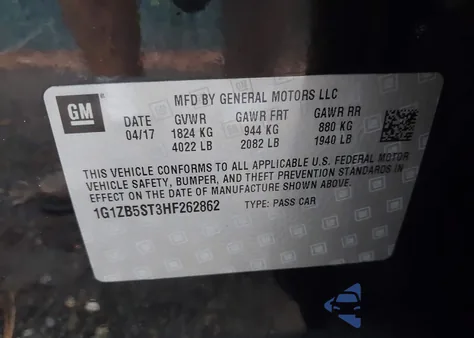 GM
MFD BY GENERAL MOTORS LLC
DATE GVWR GAWR FRT GAWR RR
04/17 1824 KG 944 KG 880 KG
4022 LB 2082 LB 1940 LB
THIS VEHICLE CONFORMS TO ALL APPLICABLE U.S. FEDERAL MOTOR
VEHICLE SAFETY, BUMPER, AND THEFT PREVENTION STANDARDS IN
EFFECT ON THE DATE OF MANUFACTURE SHOWN ABOVE.
1G1ZB5ST3HF262862 TYPE: PASS CAR